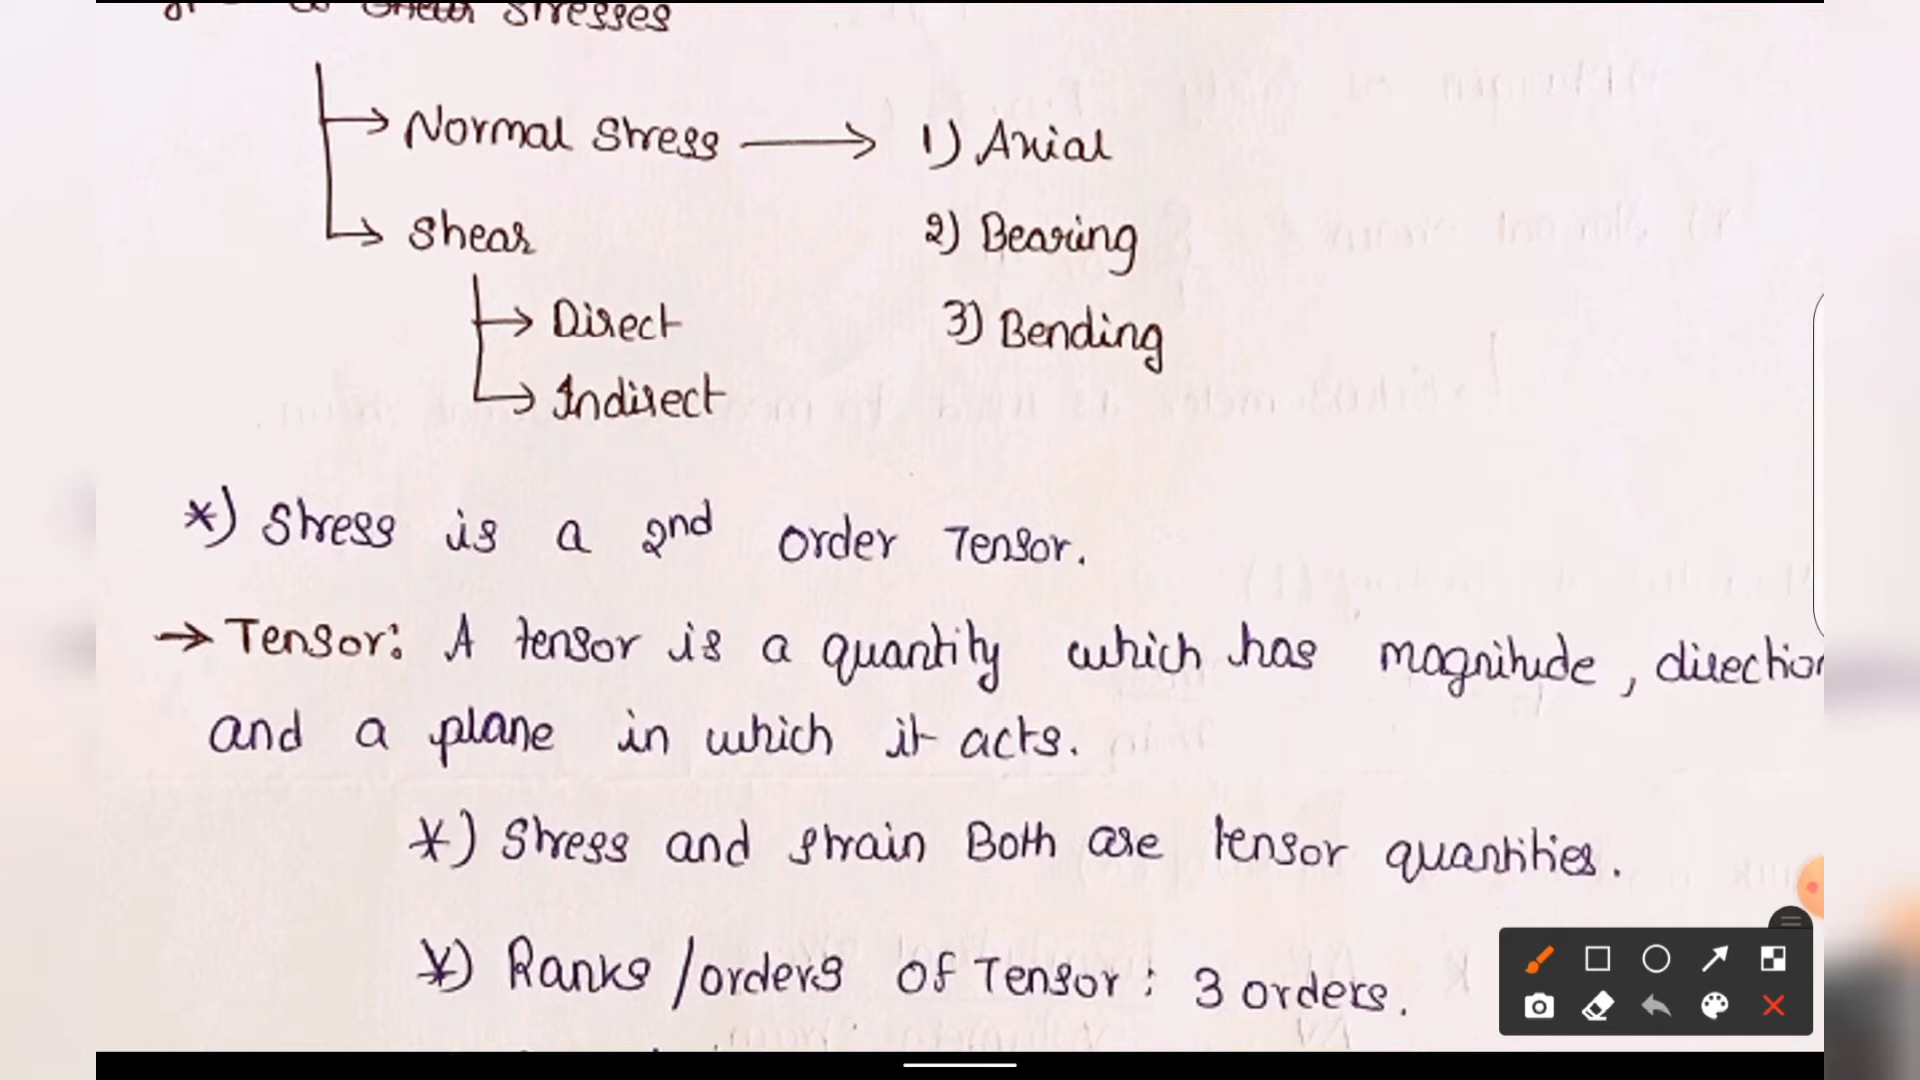 Stresses
→ Normal Stress → 1) Axial
→ Shear 2) Bearing
→ Direct 3) Bending
→ Indirect
*) Stress is a 2nd order Tensor.
→ Tensor: A tensor is a quantity which has magnitude, direction
and a plane in which it acts.
*) Stress and strain Both are tensor quantities.
*) Ranks/orders of Tensor : 3 orders.